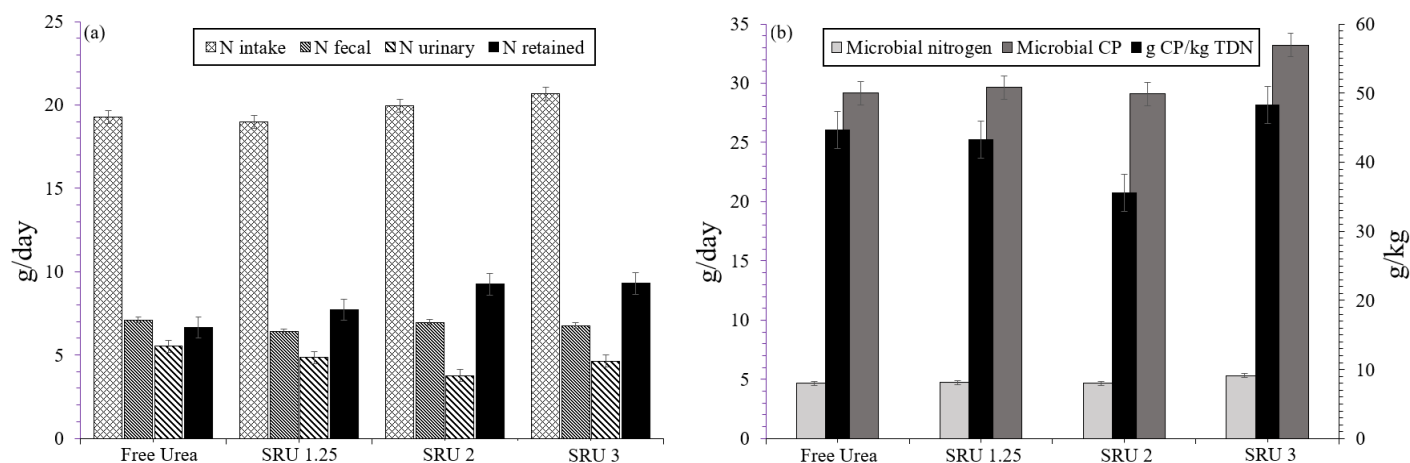 (a)
N intake N fecal N urinary N retained
g/day
25
20
15
10
5
0
Free Urea SRU 1.25 SRU 2 SRU 3
(b)
Microbial nitrogen Microbial CP g CP/kg TDN
g/day
35
30
25
20
15
10
5
0
Free Urea SRU 1.25 SRU 2 SRU 3
60
50
40
30
20
10
0
g/kg